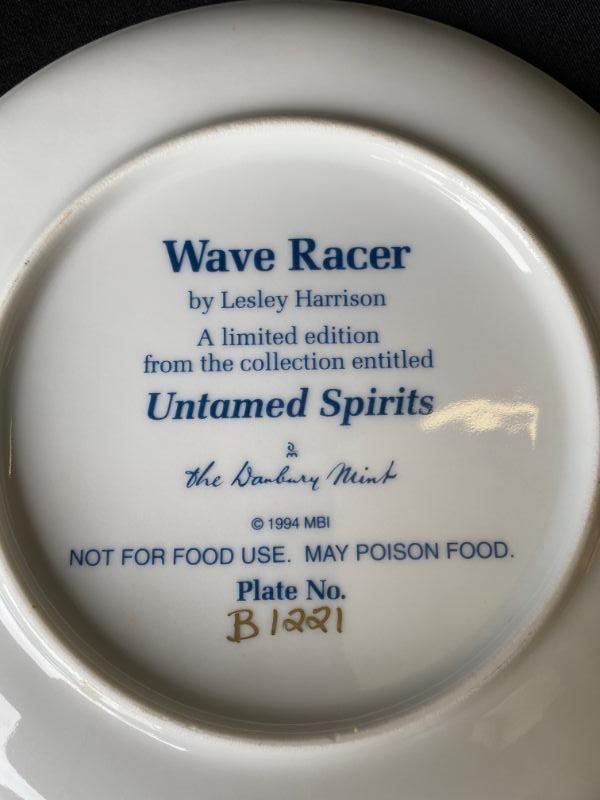 Wave Racer
by Lesley Harrison
A limited edition
from the collection entitled
Untamed Spirits
the Danbury Mint
© 1994 MBI
NOT FOR FOOD USE. MAY POISON FOOD.
Plate No.
B1221